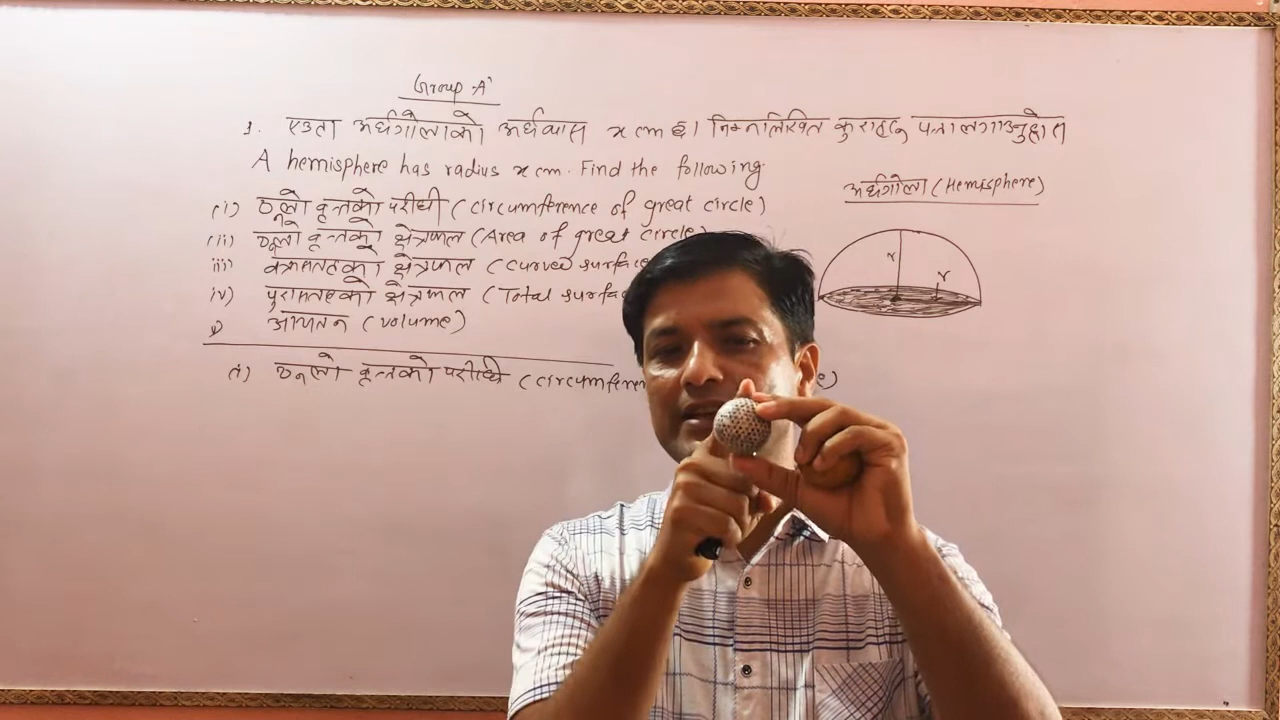 Group 'A'
1. एउटा अर्धगोलाको अर्धव्यास x cm छ। निम्नलिखित कुराहरु पत्ता लगाउनुहोस
A hemisphere has radius x cm. Find the following.
(i) ठूलो वृत्तको परीधी (circumference of great circle)
(ii) ठूलो वृत्तको क्षेत्रफल (Area of great circle)
iii) वक्रसतहको क्षेत्रफल (curved surface
iv) पुरासतहको क्षेत्रफल (Total surfa
v) आयतन (volume)
अर्धगोला (Hemisphere)
r
r
(i) ठूलो वृत्तको परीधि (circumferen e)